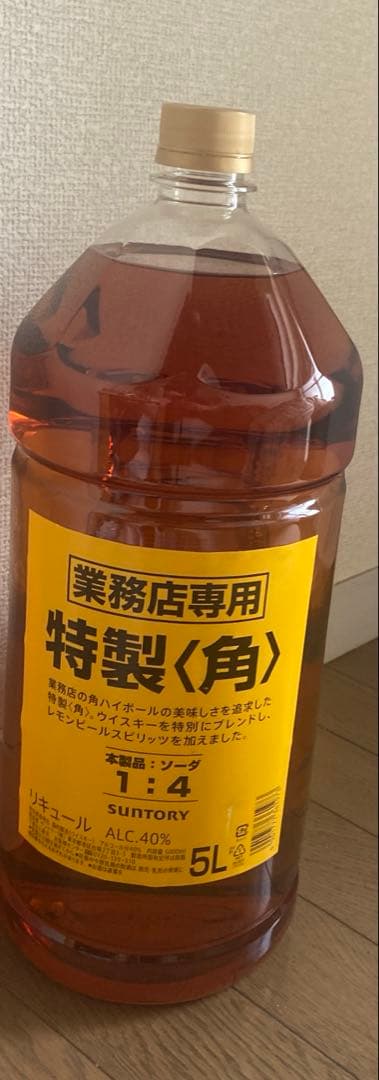 業務店専用
特製〈角〉
業務店の角ハイボールの美味しさを追求した
特製〈角〉。ウイスキーを特別にブレンドし、
レモンピールスピリッツを加えました。
本製品：ソーダ
1：4
SUNTORY
リキュール ALC.40%
5L